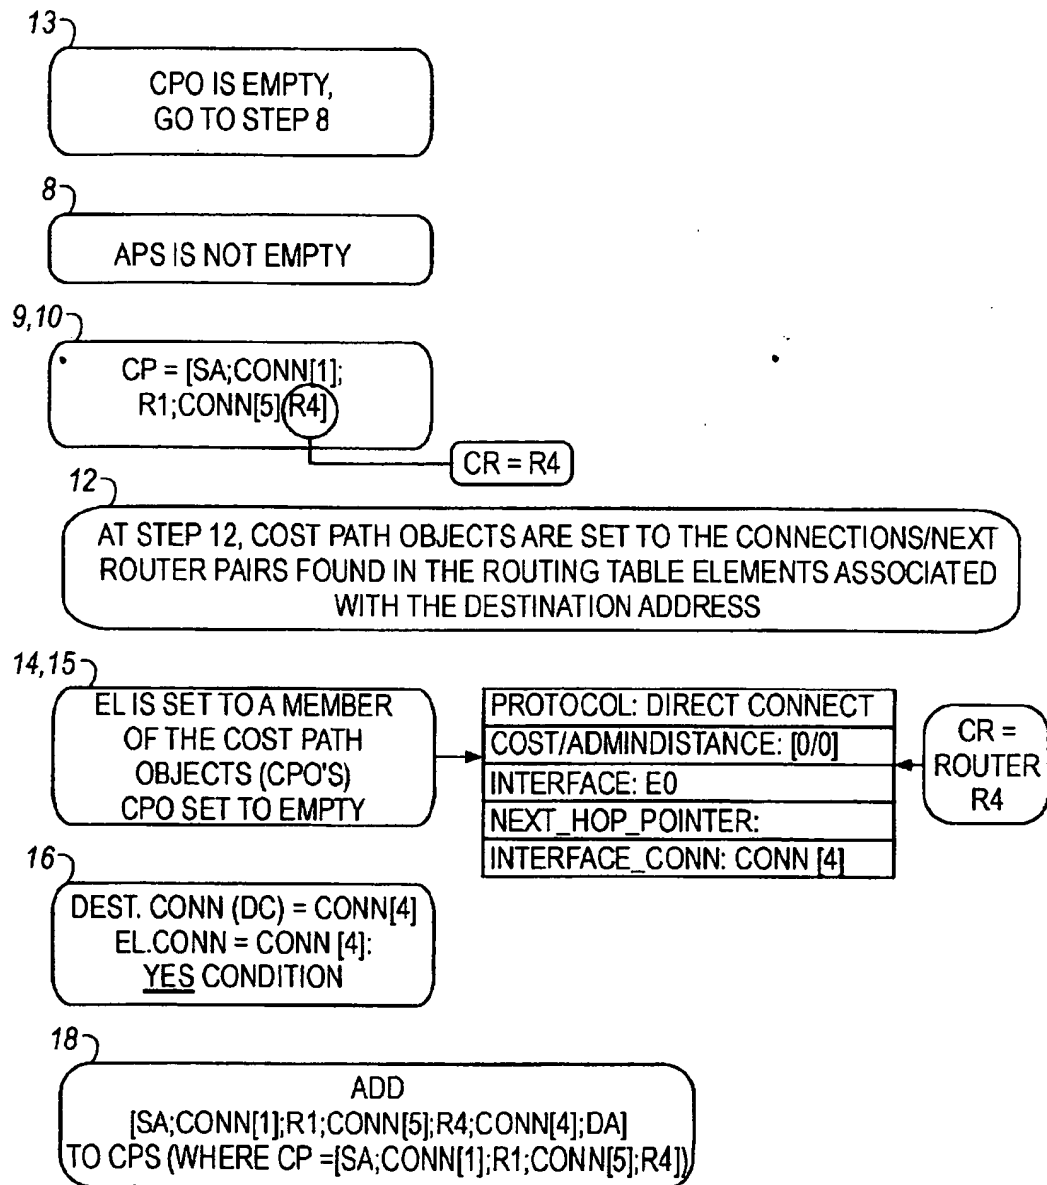 13
CPO IS EMPTY,
GO TO STEP 8
8
APS IS NOT EMPTY
9,10
CP = [SA;CONN[1];
R1;CONN[5] R4]
CR = R4
12
AT STEP 12, COST PATH OBJECTS ARE SET TO THE CONNECTIONS/NEXT
ROUTER PAIRS FOUND IN THE ROUTING TABLE ELEMENTS ASSOCIATED
WITH THE DESTINATION ADDRESS
14,15
EL IS SET TO A MEMBER
OF THE COST PATH
OBJECTS (CPO'S)
CPO SET TO EMPTY
PROTOCOL: DIRECT CONNECT
COST/ADMINDISTANCE: [0/0]
INTERFACE: E0
NEXT_HOP_POINTER:
INTERFACE_CONN: CONN [4]
CR =
ROUTER
R4
16
DEST. CONN (DC) = CONN[4]
EL.CONN = CONN [4]:
YES CONDITION
18
ADD
[SA;CONN[1];R1;CONN[5];R4;CONN[4];DA]
TO CPS (WHERE CP =[SA;CONN[1];R1;CONN[5];R4])